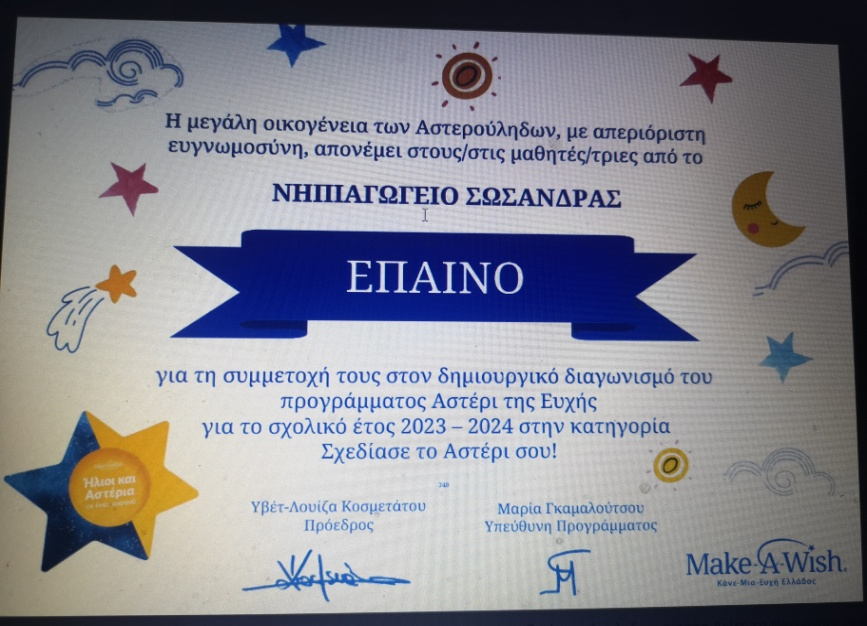 Η μεγάλη οικογένεια των Αστερούληδων, με απεριόριστη
ευγνωμοσύνη, απονέμει στους/στις μαθητές/τριες από το
ΝΗΠΙΑΓΩΓΕΙΟ ΣΩΣΑΝΔΡΑΣ
ΕΠΑΙΝΟ
για τη συμμετοχή τους στον δημιουργικό διαγωνισμό του
προγράμματος Αστέρι της Ευχής
για το σχολικό έτος 2023 – 2024 στην κατηγορία
Σχεδίασε το Αστέρι σου!
Ήλιοι και
Αστέρια
348
Υβέτ-Λουίζα Κοσμετάτου
Πρόεδρος
Μαρία Γκαμαλούτσου
Υπεύθυνη Προγράμματος
Make-A-Wish.
Κάνε-Μια-Ευχή Ελλάδος